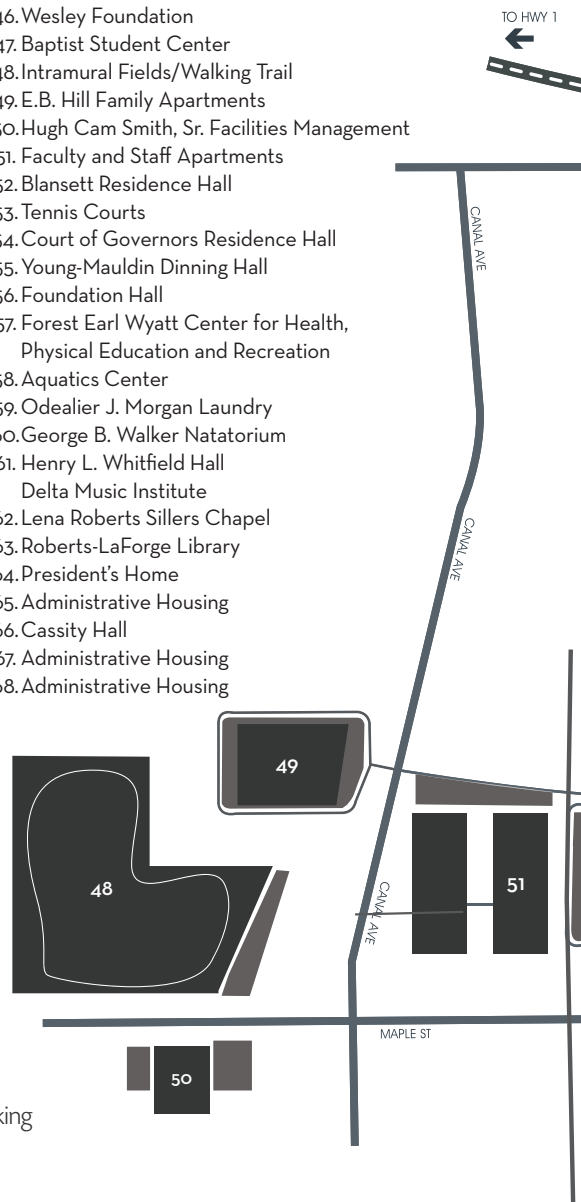 46. Wesley Foundation
47. Baptist Student Center
48. Intramural Fields/Walking Trail
49. E.B. Hill Family Apartments
50. Hugh Cam Smith, Sr. Facilities Management
51. Faculty and Staff Apartments
52. Blansett Residence Hall
53. Tennis Courts
54. Court of Governors Residence Hall
55. Young-Mauldin Dinning Hall
56. Foundation Hall
57. Forest Earl Wyatt Center for Health,
Physical Education and Recreation
58. Aquatics Center
59. Odealier J. Morgan Laundry
60. George B. Walker Natatorium
61. Henry L. Whitfield Hall
Delta Music Institute
62. Lena Roberts Sillers Chapel
63. Roberts-LaForge Library
64. President's Home
65. Administrative Housing
66. Cassity Hall
67. Administrative Housing
68. Administrative Housing
TO HWY 1
CANAL AVE
CANAL AVE
49
48
51
CANAL AVE
MAPLE ST
50
king